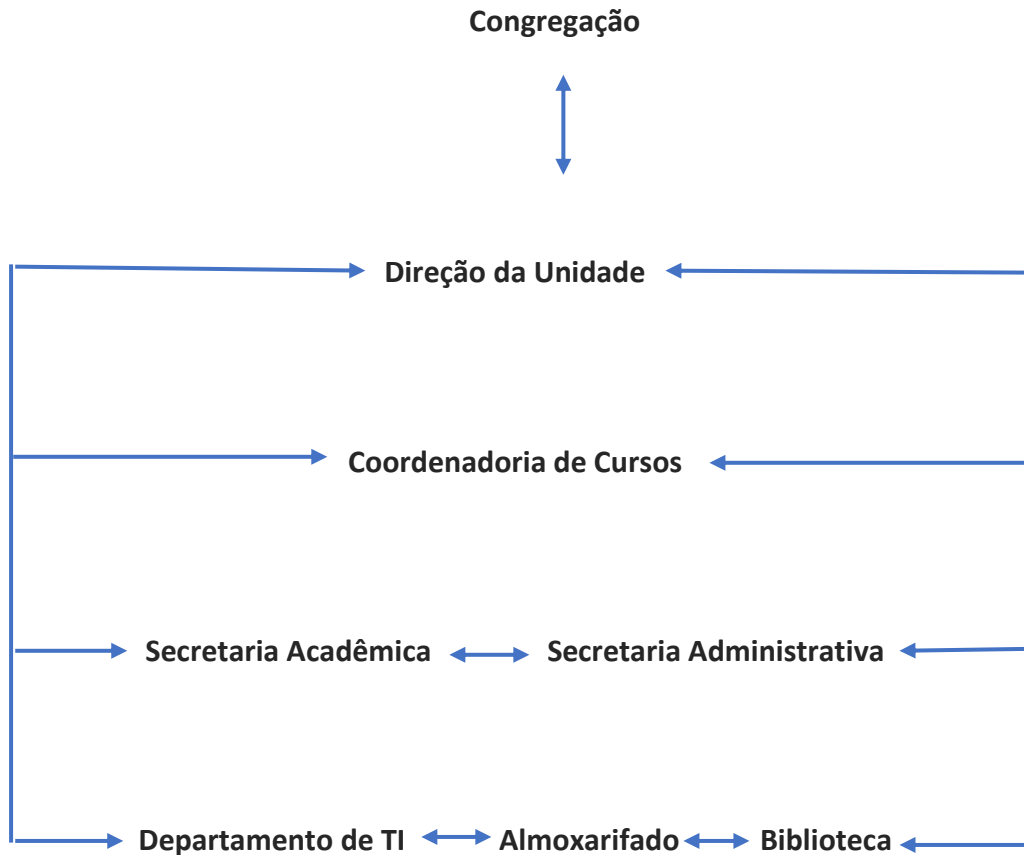 Congregação
Direção da Unidade
Coordenadoria de Cursos
Secretaria Acadêmica Secretaria Administrativa
Departamento de TI Almoxarifado Biblioteca